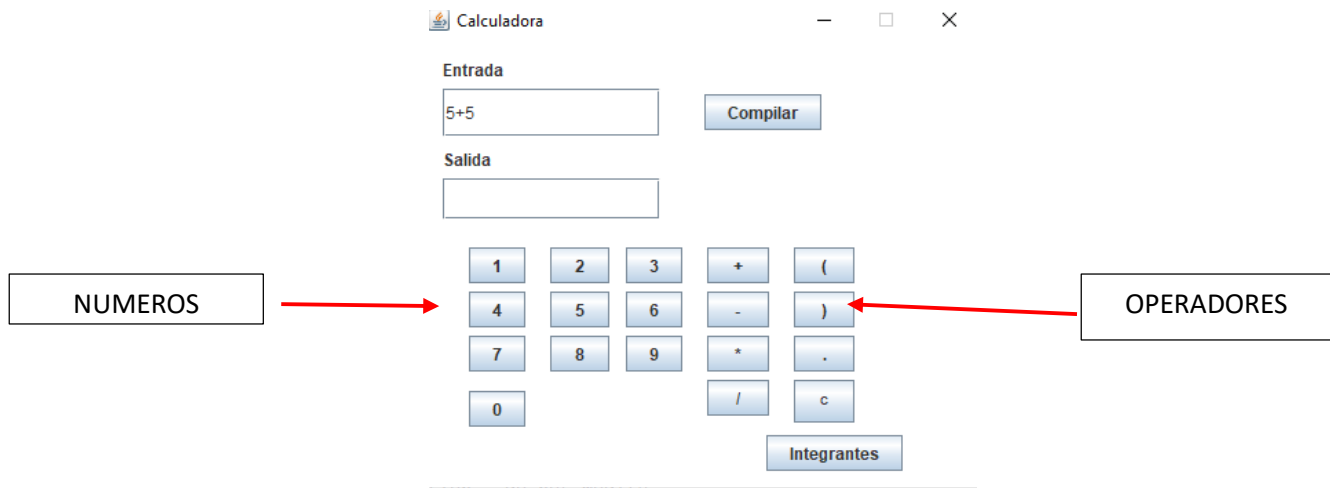 Calculadora
Entrada
5+5
Compilar
Salida
1 2 3 + (
NUMEROS
4 5 6 - )
OPERADORES
7 8 9 * .
0 / c
Integrantes